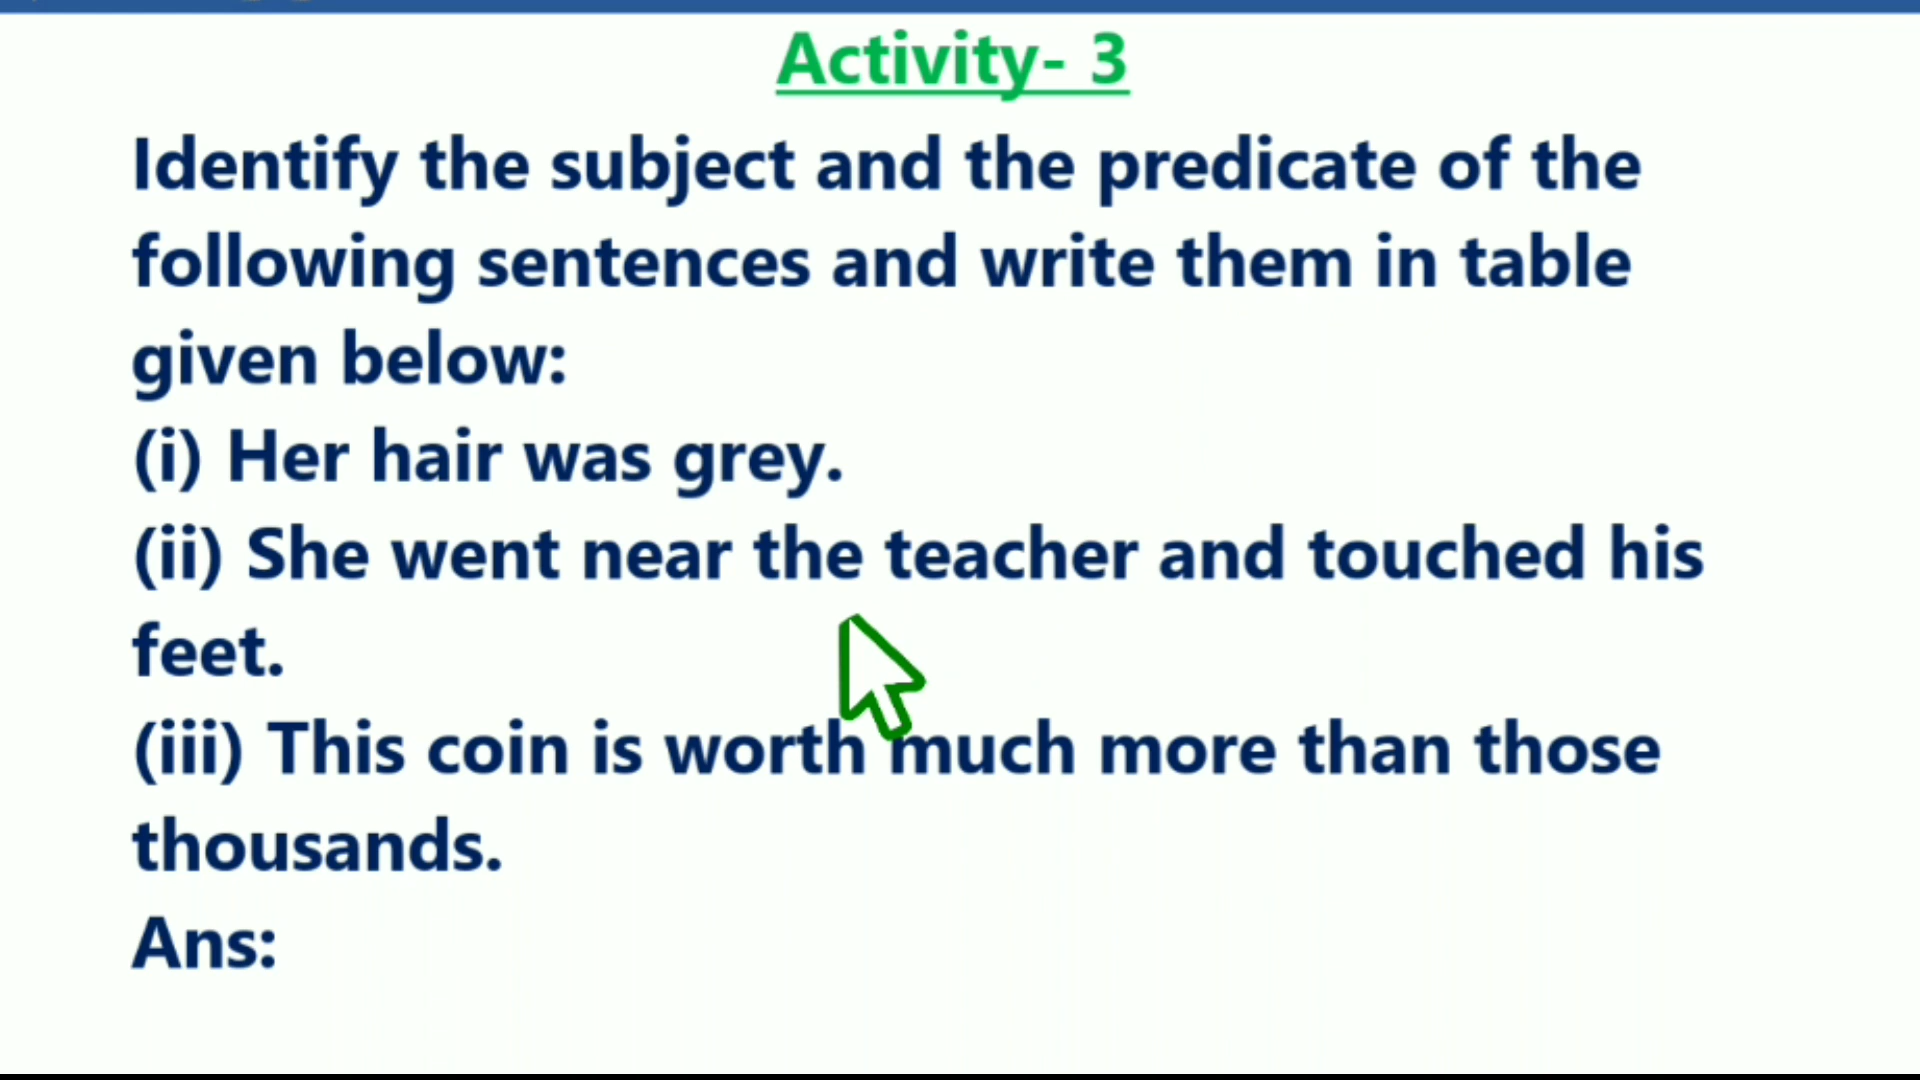 Activity- 3
Identify the subject and the predicate of the
following sentences and write them in table
given below:
(i) Her hair was grey.
(ii) She went near the teacher and touched his
feet.
(iii) This coin is worth much more than those
thousands.
Ans: